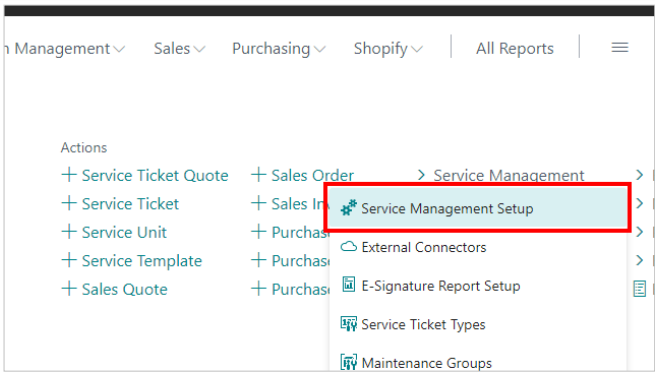 Management
Sales
Purchasing
Shopify
All Reports
Actions
Service Ticket Quote
Sales Order
Service Management
Service Ticket
Sales
Service Management Setup
Service Unit
External Connectors
Service Template
E-Signature Report Setup
Sales Quote
Service Ticket Types
Maintenance Groups